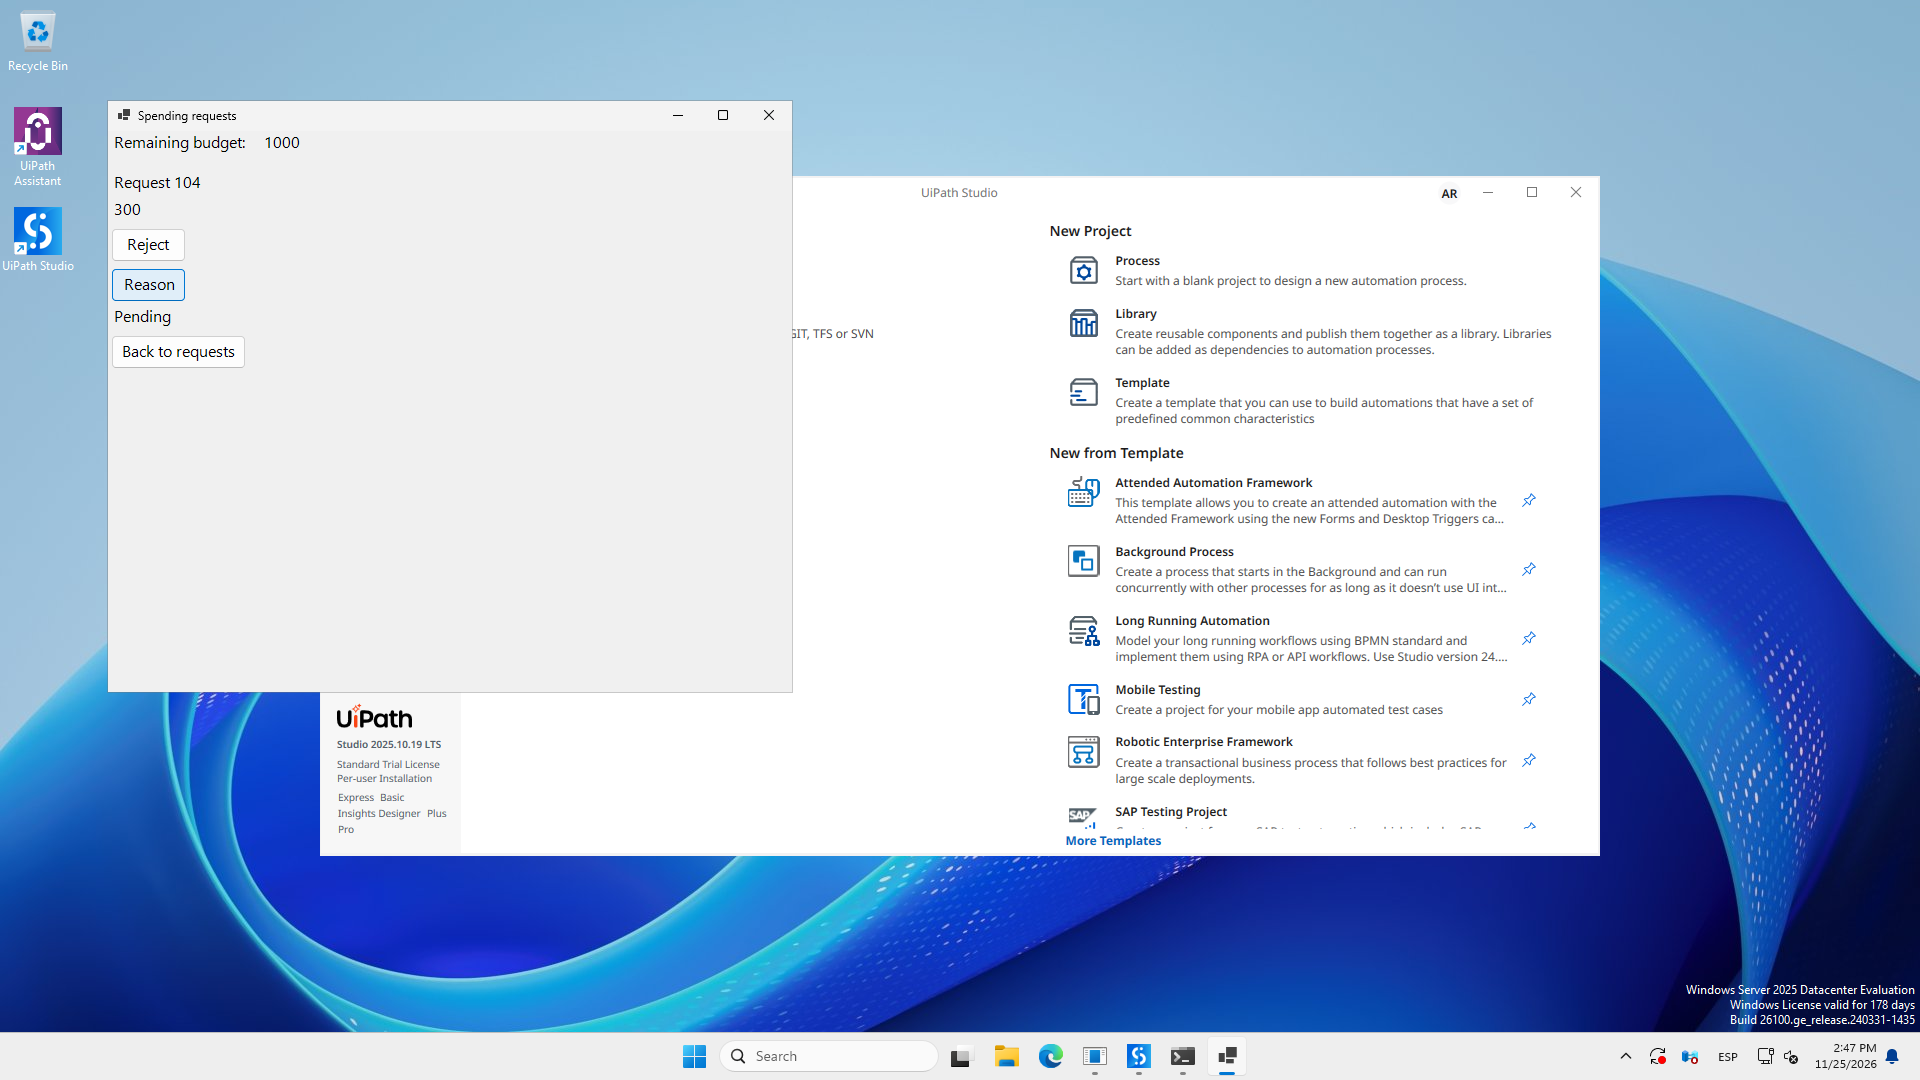 Recycle Bin
UiPath
Assistant
UiPath Studio
Spending requests
Remaining budget: 1000
Request 104
300
Reject
Reason
Pending
Back to requests
UiPath Studio
AR
GIT, TFS or SVN
New Project
Process
Start with a blank project to design a new automation process.
Library
Create reusable components and publish them together as a library. Libraries
can be added as dependencies to automation processes.
Template
Create a template that you can use to build automations that have a set of
predefined common characteristics
New from Template
Attended Automation Framework
This template allows you to create an attended automation with the
Attended Framework using the new Forms and Desktop Triggers ca...
Background Process
Create a process that starts in the Background and can run
concurrently with other processes for as long as it doesn't use UI int...
Long Running Automation
Model your long running workflows using BPMN standard and
implement them using RPA or API workflows. Use Studio version 24....
Mobile Testing
Create a project for your mobile app automated test cases
Robotic Enterprise Framework
Create a transactional business process that follows best practices for
large scale deployments.
SAP
SAP Testing Project
More Templates
UiPath
Studio 2025.10.19 LTS
Standard Trial License
Per-user Installation
Express Basic
Insights Designer Plus
Pro
Windows Server 2025 Datacenter Evaluation
Windows License valid for 178 days
Build 26100.ge_release.240331-1435
Search
ESP
2:47 PM
11/25/2026